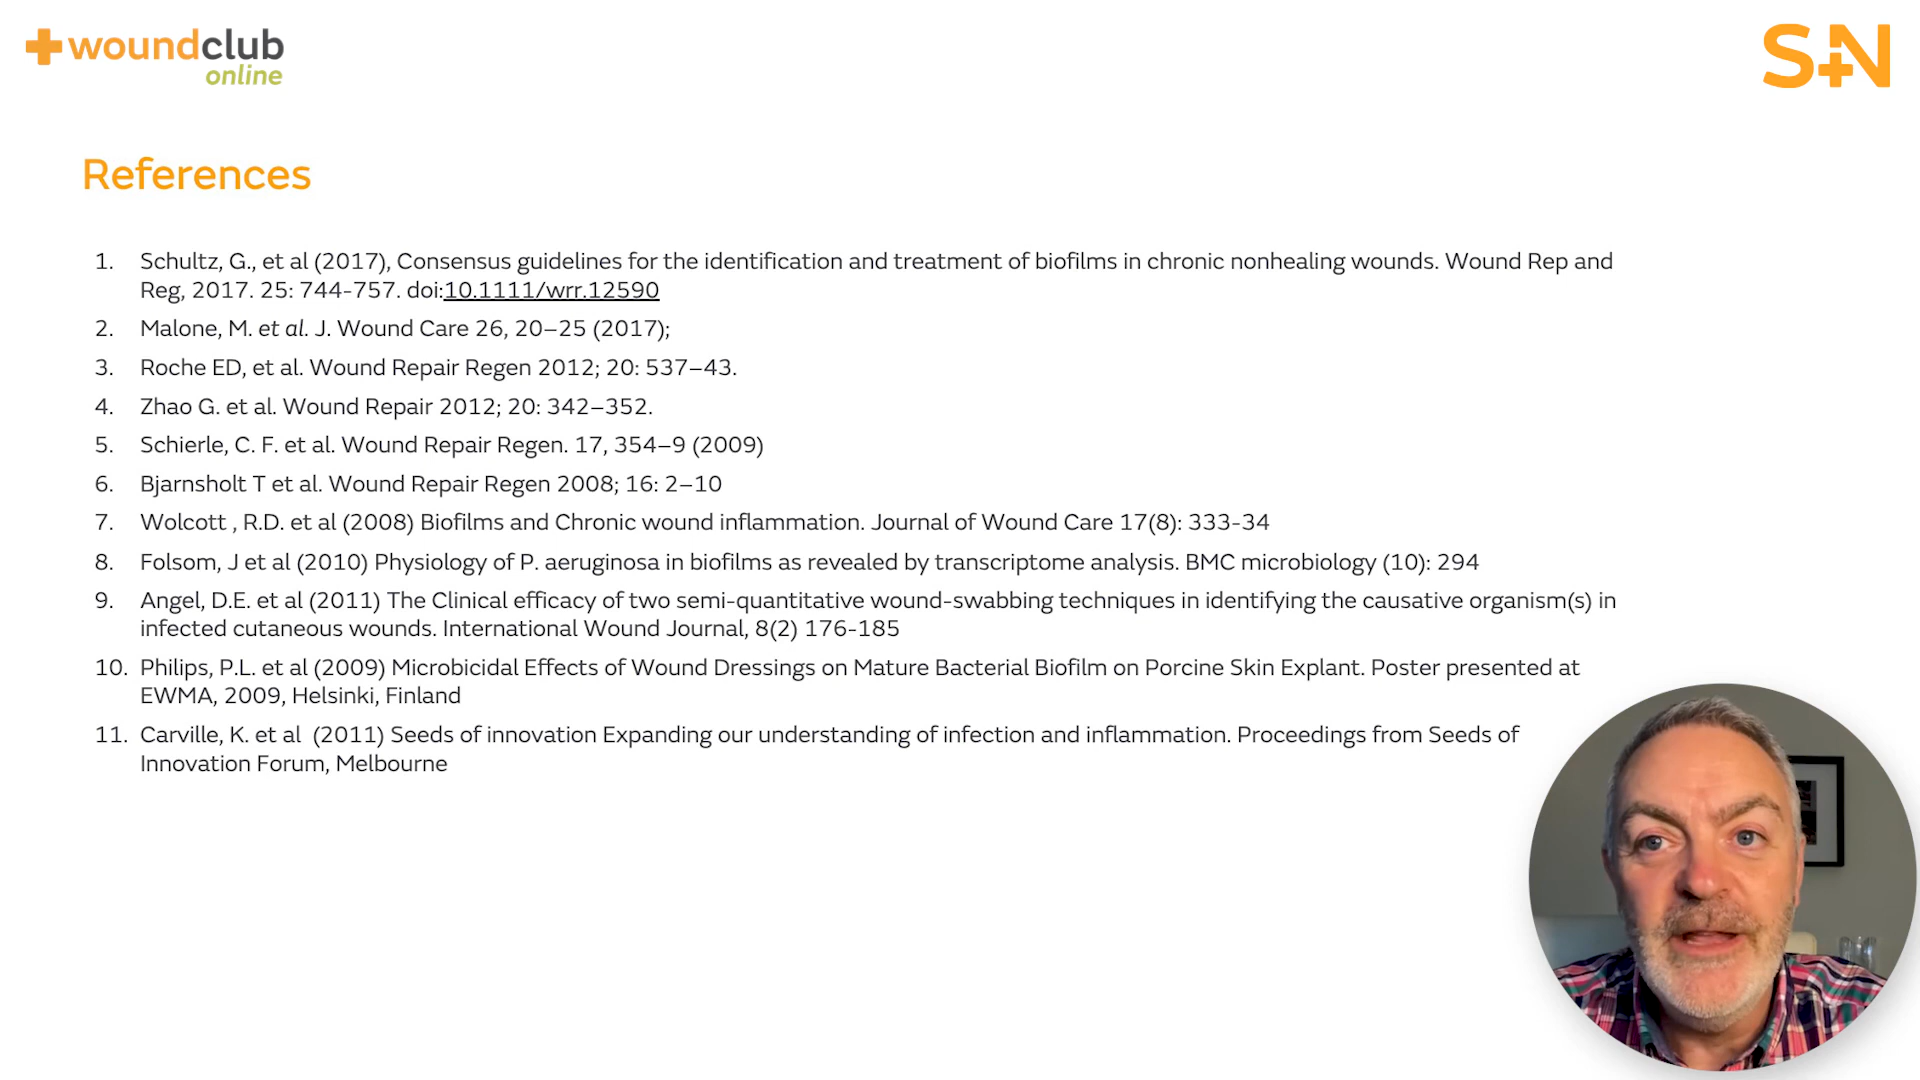 woundclub
online
S+N
References
1. Schultz, G., et al (2017), Consensus guidelines for the identification and treatment of biofilms in chronic nonhealing wounds. Wound Rep and
Reg, 2017. 25: 744-757. doi:10.1111/wrr.12590
2. Malone, M. et al. J. Wound Care 26, 20–25 (2017);
3. Roche ED, et al. Wound Repair Regen 2012; 20: 537–43.
4. Zhao G. et al. Wound Repair 2012; 20: 342–352.
5. Schierle, C. F. et al. Wound Repair Regen. 17, 354–9 (2009)
6. Bjarnsholt T et al. Wound Repair Regen 2008; 16: 2–10
7. Wolcott , R.D. et al (2008) Biofilms and Chronic wound inflammation. Journal of Wound Care 17(8): 333-34
8. Folsom, J et al (2010) Physiology of P. aeruginosa in biofilms as revealed by transcriptome analysis. BMC microbiology (10): 294
9. Angel, D.E. et al (2011) The Clinical efficacy of two semi-quantitative wound-swabbing techniques in identifying the causative organism(s) in
infected cutaneous wounds. International Wound Journal, 8(2) 176-185
10. Philips, P.L. et al (2009) Microbicidal Effects of Wound Dressings on Mature Bacterial Biofilm on Porcine Skin Explant. Poster presented at
EWMA, 2009, Helsinki, Finland
11. Carville, K. et al (2011) Seeds of innovation Expanding our understanding of infection and inflammation. Proceedings from Seeds of
Innovation Forum, Melbourne